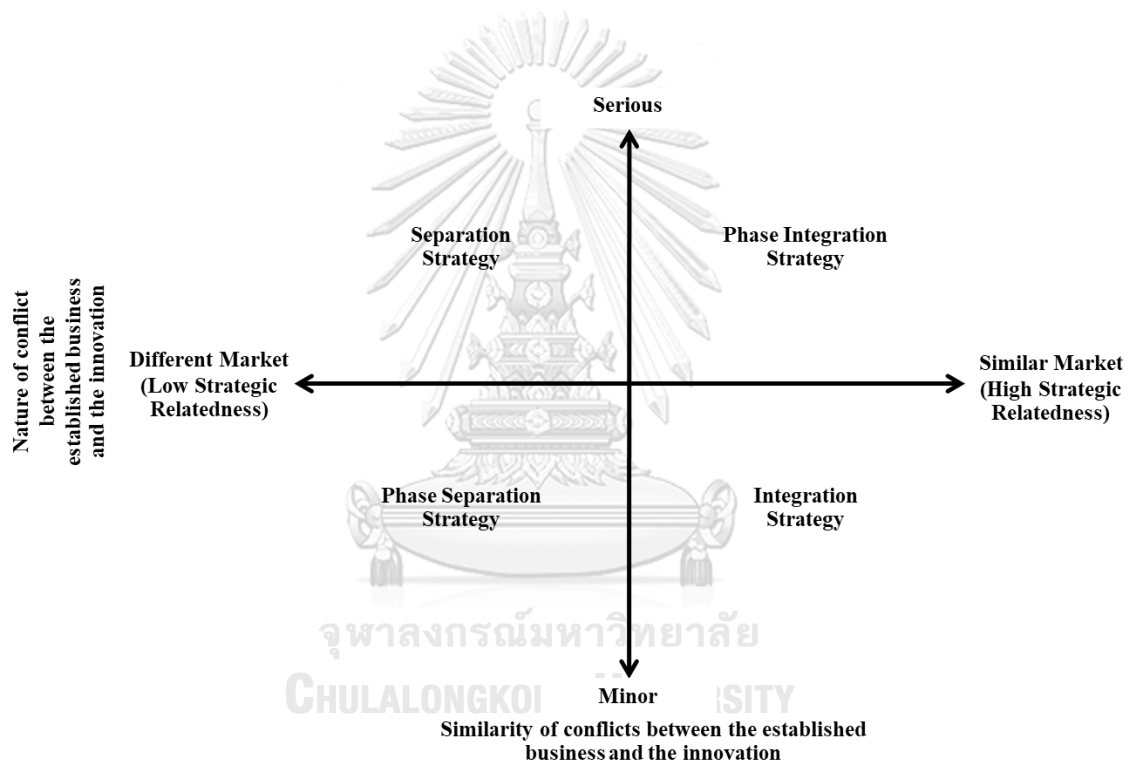 Serious
Separation
Strategy
Phase Integration
Strategy
Nature of conflict
between the
established business
and the innovation
Different Market
(Low Strategic
Relatedness)
Similar Market
(High Strategic
Relatedness)
Phase Separation
Strategy
Integration
Strategy
จุฬาลงกรณ์มหาวิทยาลัย
Minor
Similarity of conflicts between the established
business and the innovation